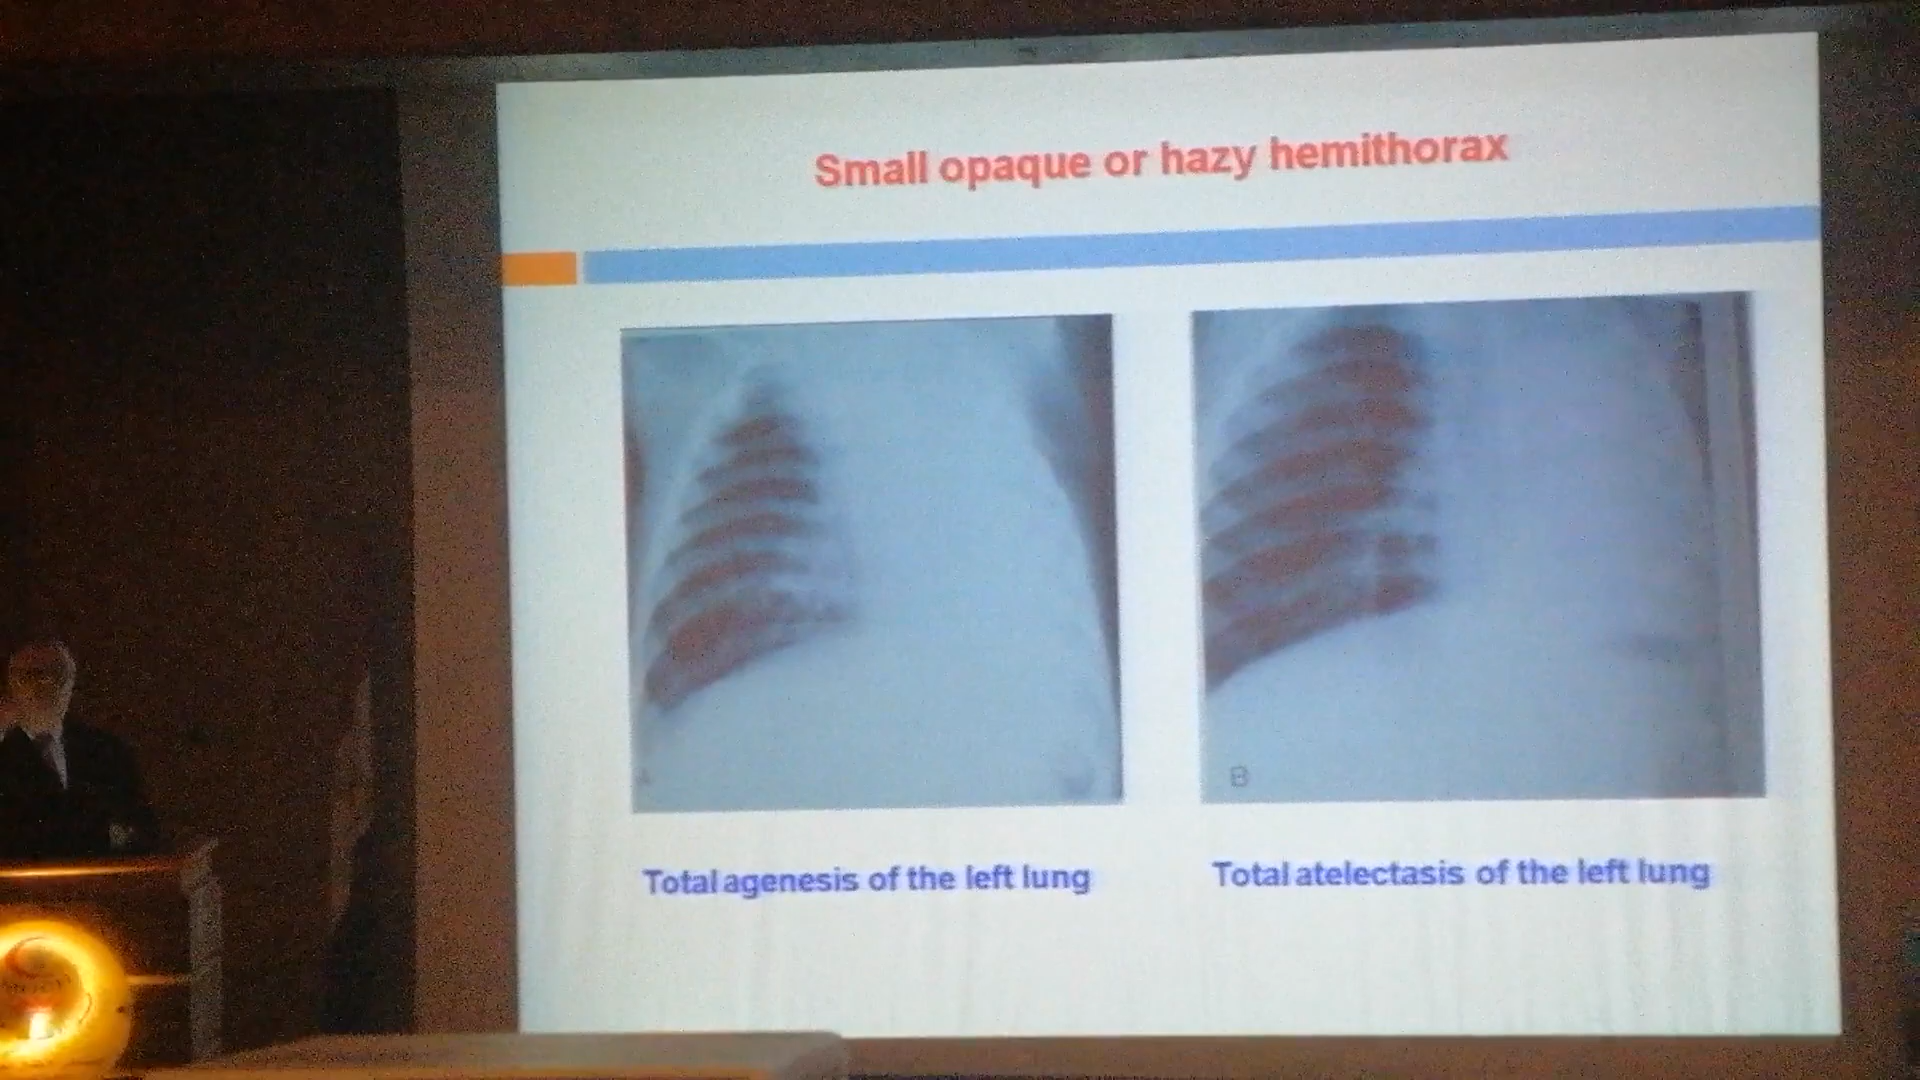 Small opaque or hazy hemithorax
B
Total agenesis of the left lung
Total atelectasis of the left lung